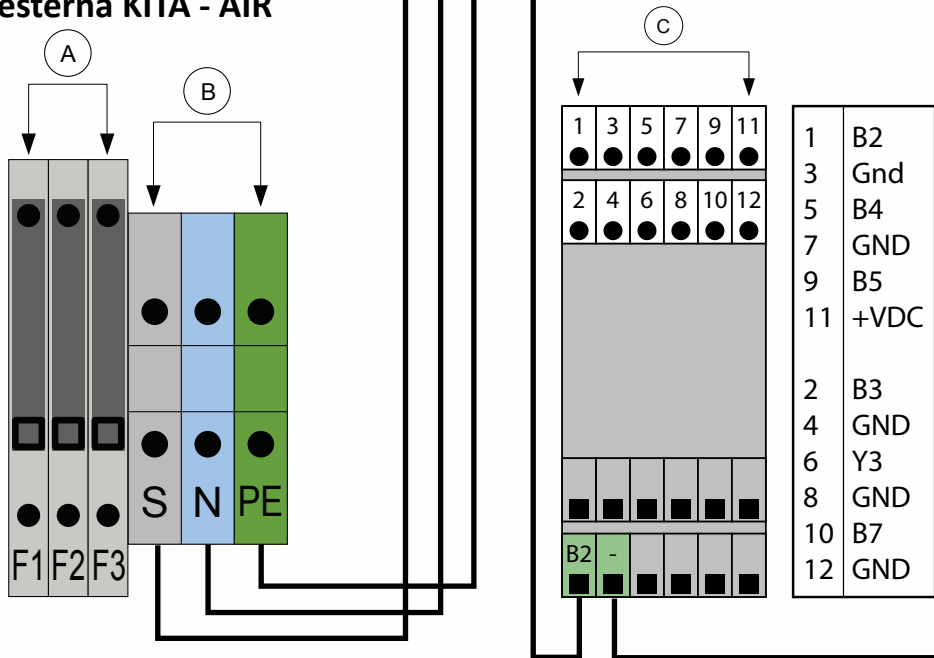 esterna KITA - AIR
A
B
C
F1 F2 F3
S N PE
1 3 5 7 9 11
2 4 6 8 10 12
B2 -
1 B2
3 Gnd
5 B4
7 GND
9 B5
11 +VDC
2 B3
4 GND
6 Y3
8 GND
10 B7
12 GND